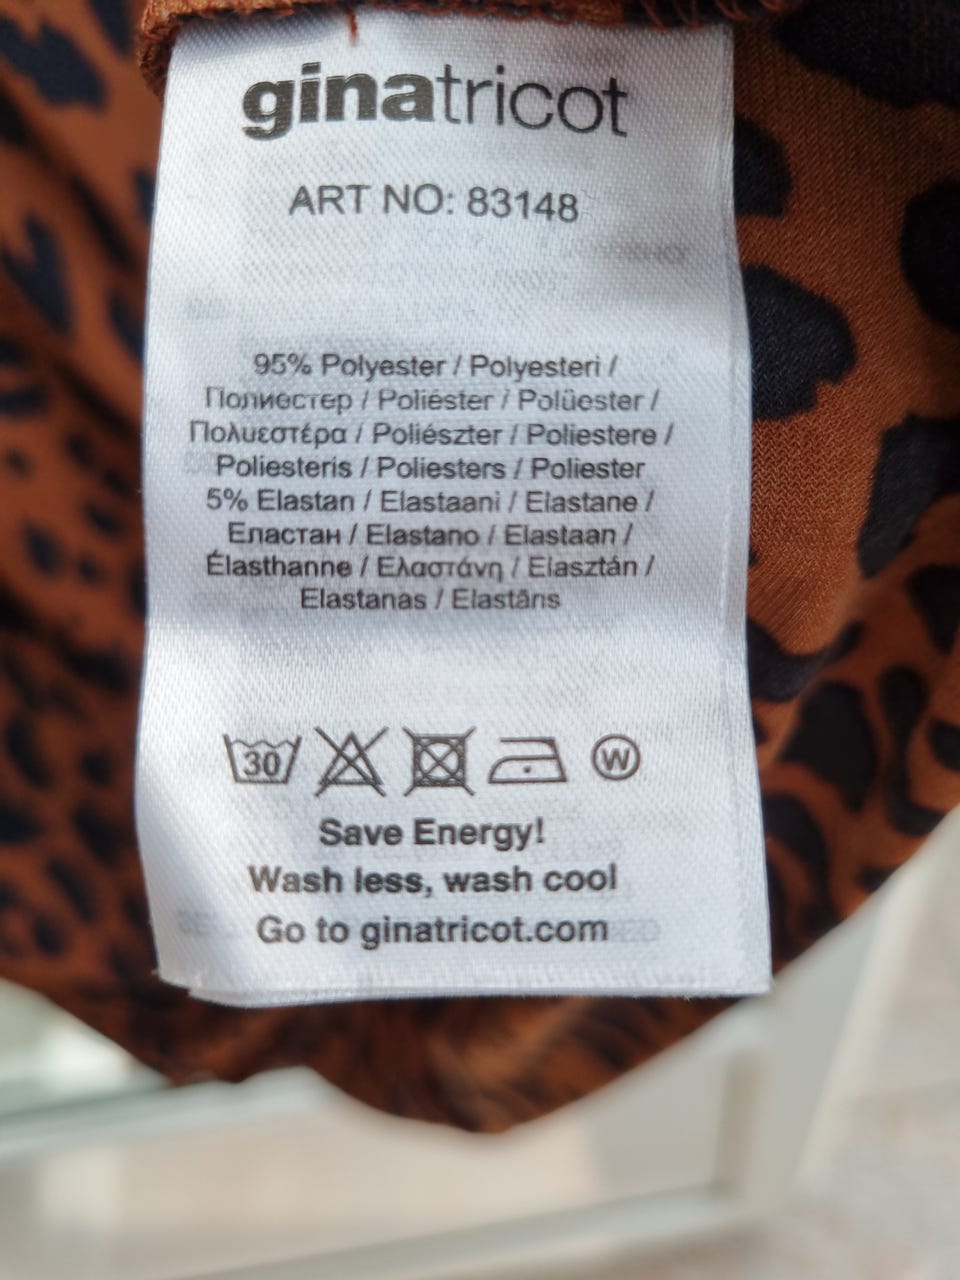 ginatricot
ART NO: 83148
95% Polyester / Polyesteri /
Полиестер / Poliéster / Polüester /
Πολυεστέρα / Poliészter / Poliestere /
Poliesteris / Poliesters / Poliester
5% Elastan / Elastaani / Elastane /
Еластан / Elastano / Elastaan /
Élasthanne / Ελαστάνη / Elasztán /
Elastanas / Elastāns
30 W
Save Energy!
Wash less, wash cool
Go to ginatricot.com